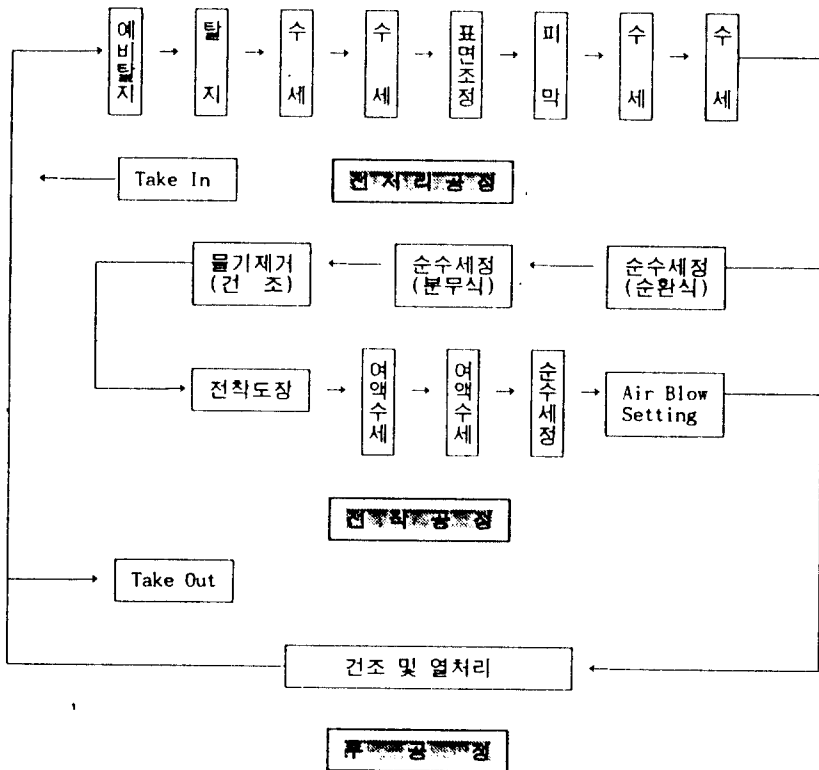 예비탈지
탈지
수세
수세
표면조정
피막
수세
수세
Take In
전처리공정
물기제거
(건 조)
순수세정
(분무식)
순수세정
(순환식)
전착도장
여액수세
여액수세
순수세정
Air Blow
Setting
전착공정
Take Out
건조 및 열처리
후공정